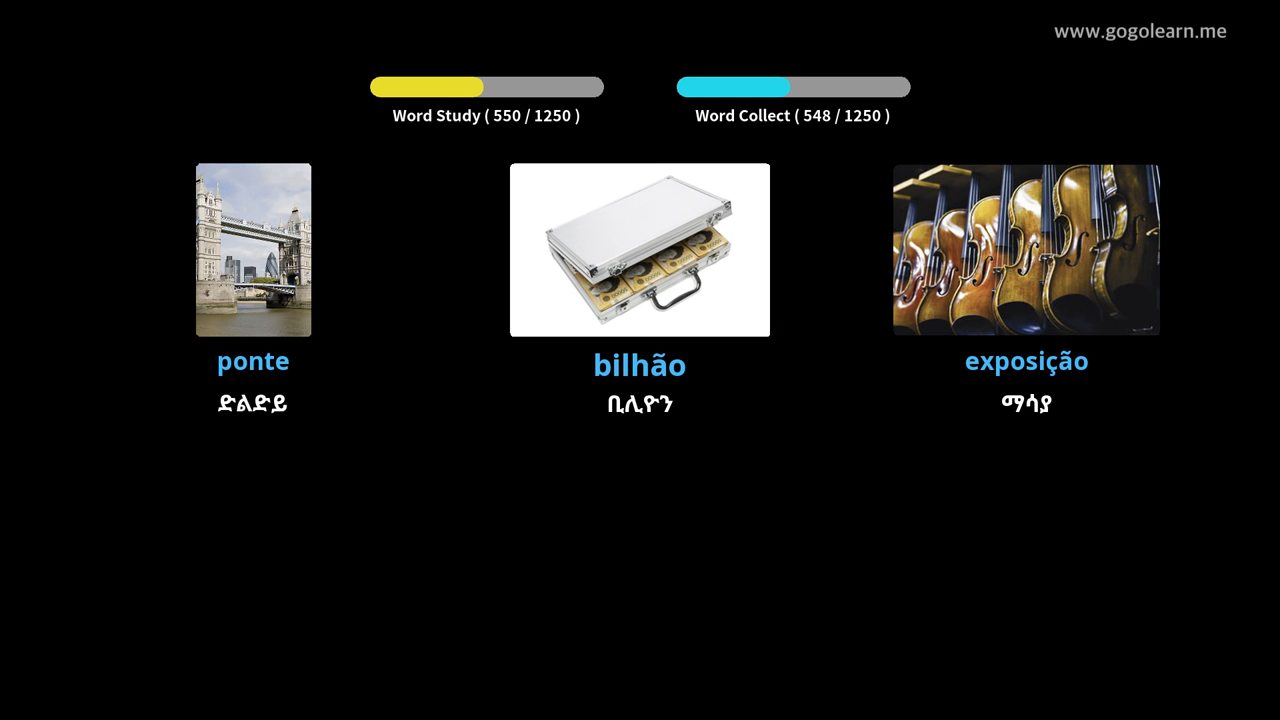 www.gogolearn.me
Word Study ( 550 / 1250 )
Word Collect ( 548 / 1250 )
ponte
bilhão
exposição
ድልድይ
ቢሊዮን
ማሳያ